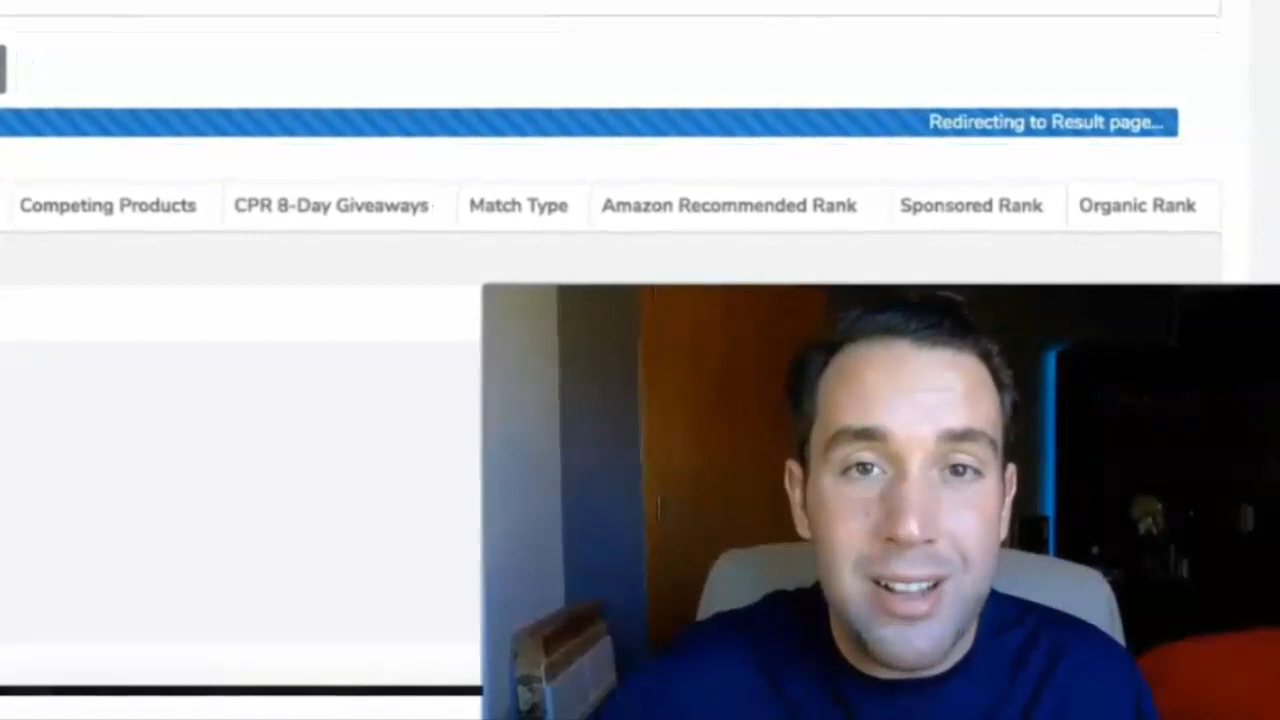 Redirecting to Result page...
Competing Products CPR 8-Day Giveaways Match Type Amazon Recommended Rank Sponsored Rank Organic Rank